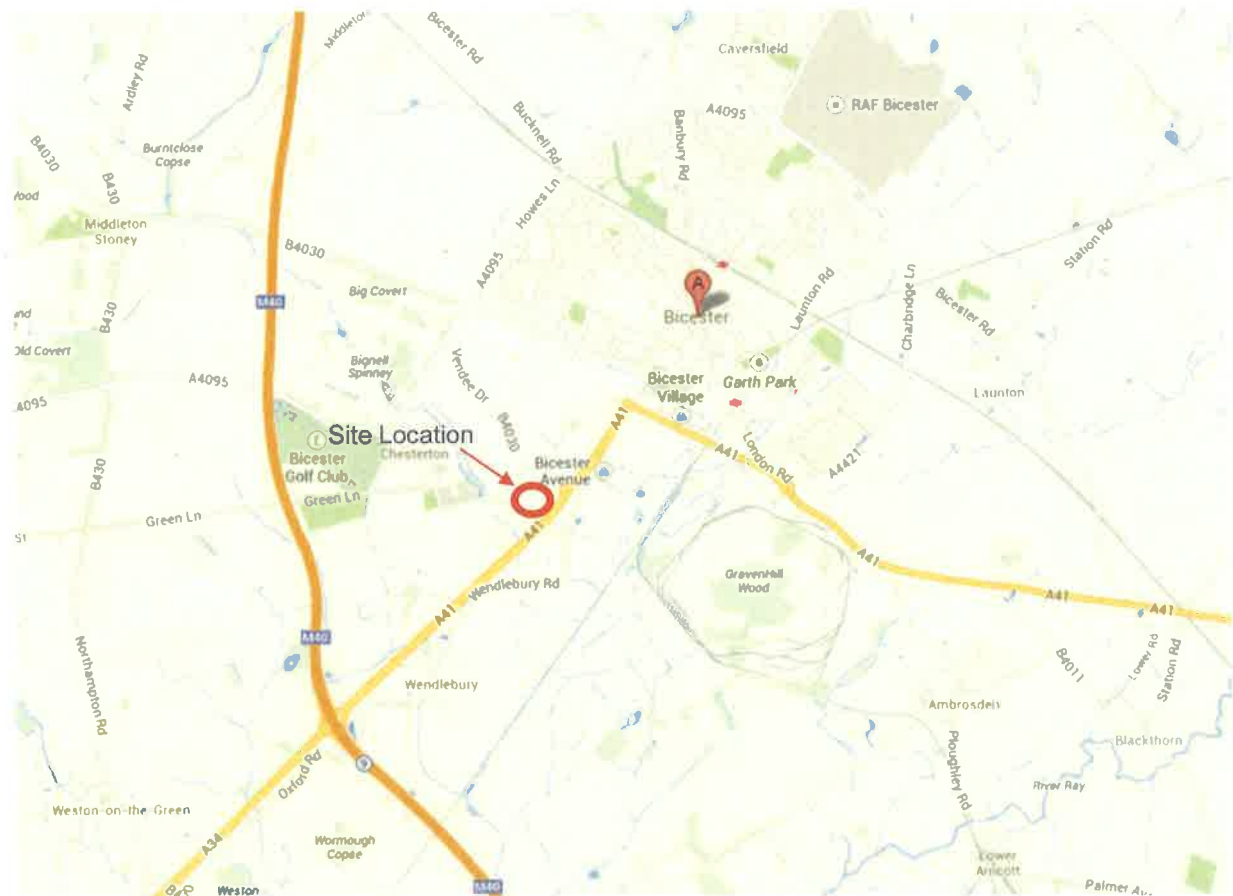 Middleton
Bicester Rd
Caversfield
Ardley Rd
RAF Bicester
A4095
Banbury Rd
Bucknell Rd
B4030
B430
Burntclose
Copse
Howes Ln
Middleton
Stoney
B4030
A4095
Station Rd
Big Covert
M40
A
Bicester
Launton Rd
Charbridge Ln
Bicester Rd
B430
Old Covert
Bignell
Spinney
Vendee Dr
Bicester
Village
Garth Park
Launton
A4095
A4095
B4030
A41
A41
London Rd
A4421
Site Location
Chesterton
Bicester
Golf Club
Bicester
Avenue
B430
Green Ln
Green Ln
A41
A41
GravenHill
Wood
Wendlebury Rd
A41
A41
A41
M40
Northampton Rd
Wendlebury
B4011
Lower Rd
Station Rd
Ambrosden
Blackthorn
Ploughley Rd
Oxford Rd
River Ray
Weston-on-the Green
A34
Wormough
Copse
Lower
Arncott
B430
Weston
M40
Palmer Av